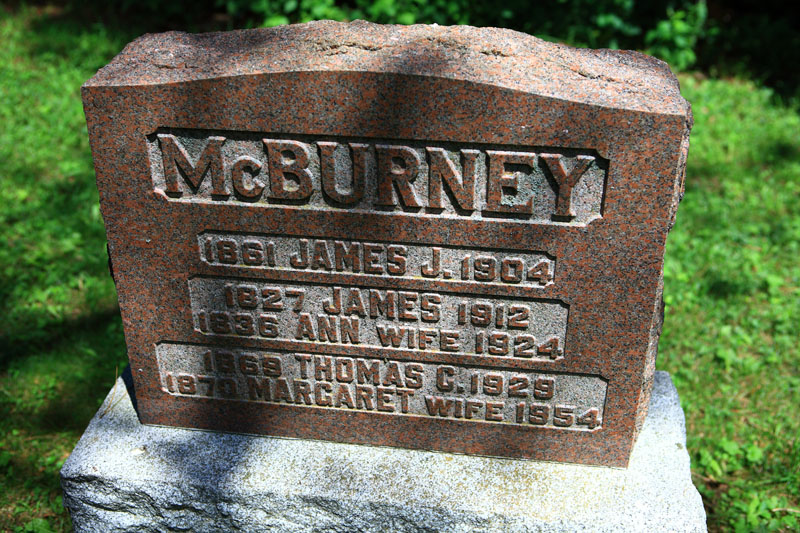 McBURNEY
1861 JAMES J. 1904
1827 JAMES 1912
1836 ANN WIFE 1924
1869 THOMAS C. 1929
1870 MARGARET WIFE 1954